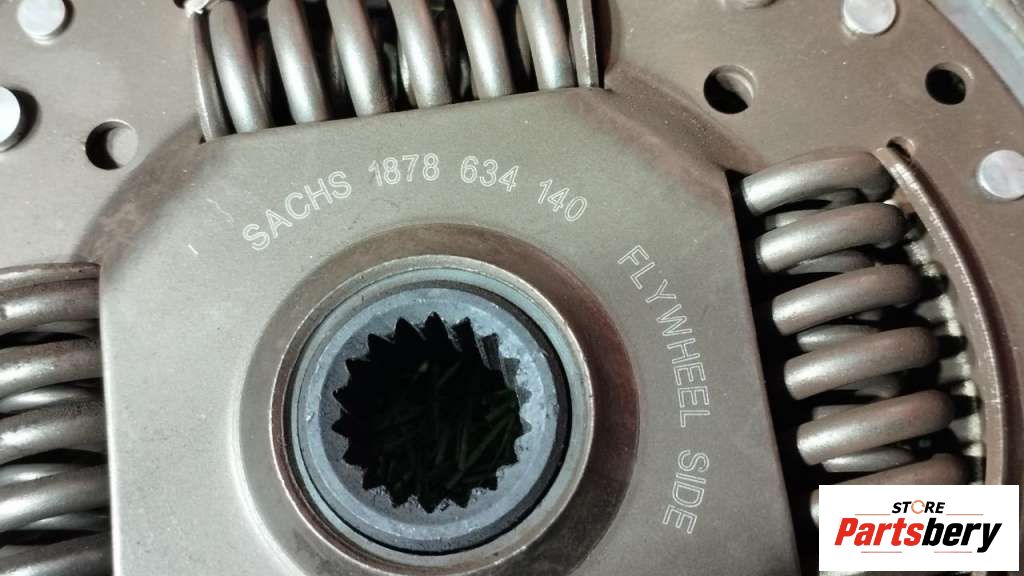 SACHS 1878 634 140
FLYWHEEL SIDE
STORE
Partsbery